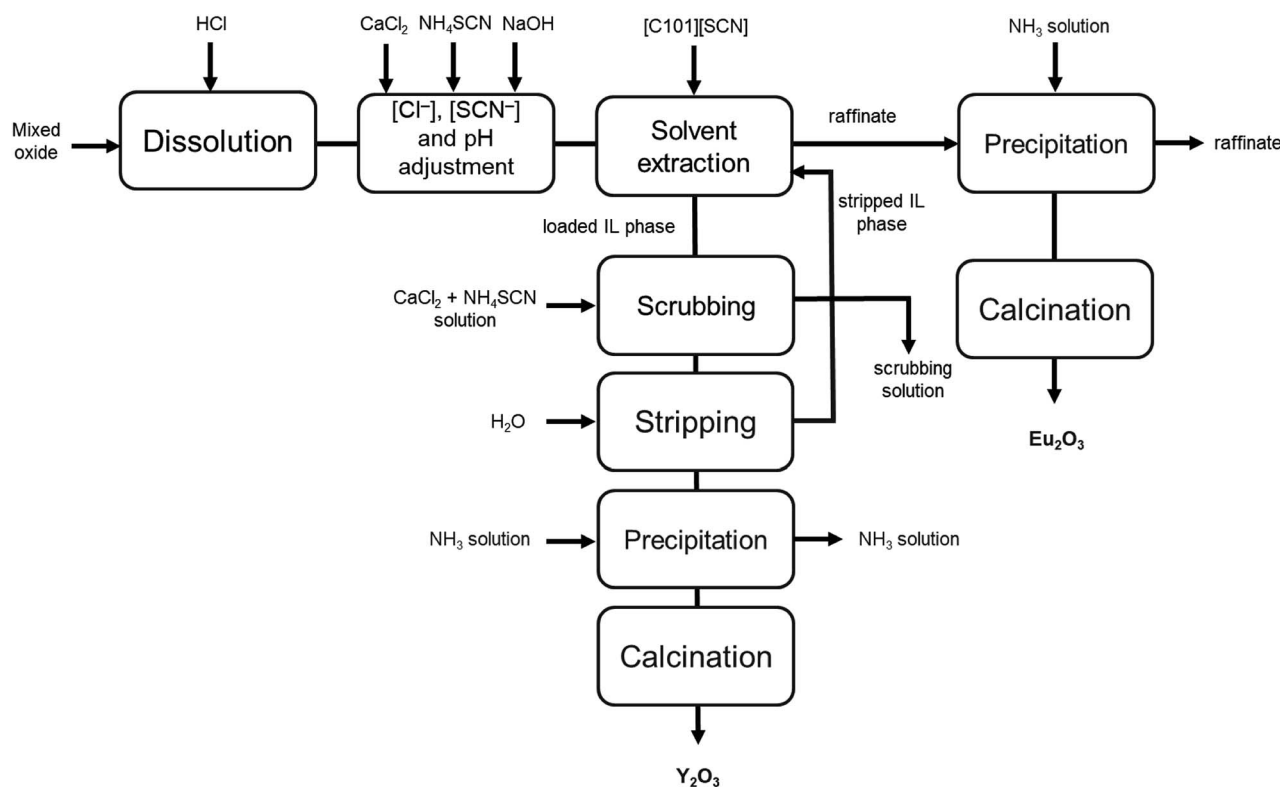 HCl
CaCl₂
NH₄SCN
NaOH
[C101][SCN]
NH₃ solution
Mixed
oxide
Dissolution
[Cl⁻], [SCN⁻]
and pH
adjustment
Solvent
extraction
raffinate
Precipitation
raffinate
loaded IL phase
stripped IL
phase
CaCl₂ + NH₄SCN
solution
Scrubbing
scrubbing
solution
Calcination
Eu₂O₃
H₂O
Stripping
NH₃ solution
Precipitation
NH₃ solution
Calcination
Y₂O₃